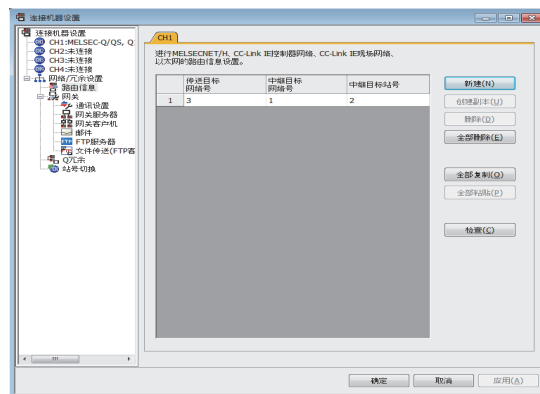 连接机器设置
连接机器设置
CH1:MELSEC-Q/QS, Q
CH2:未连接
CH3:未连接
CH4:未连接
网络/冗余设置
路由信息
网关
通讯设置
网关服务器
网关客户机
邮件
FTP服务器
文件传送(FTP客
Q冗余
站号切换
CH1
进行MELSECNET/H、CC-Link IE控制器网络、CC-Link IE现场网络、
以太网的路由信息设置。
传送目标
网络号
中继目标
网络号
中继目标站号
1 3 1 2
新建(N)
创建副本(U)
删除(D)
全部删除(E)
全部复制(O)
全部粘贴(P)
检查(C)
确定
取消
应用(A)